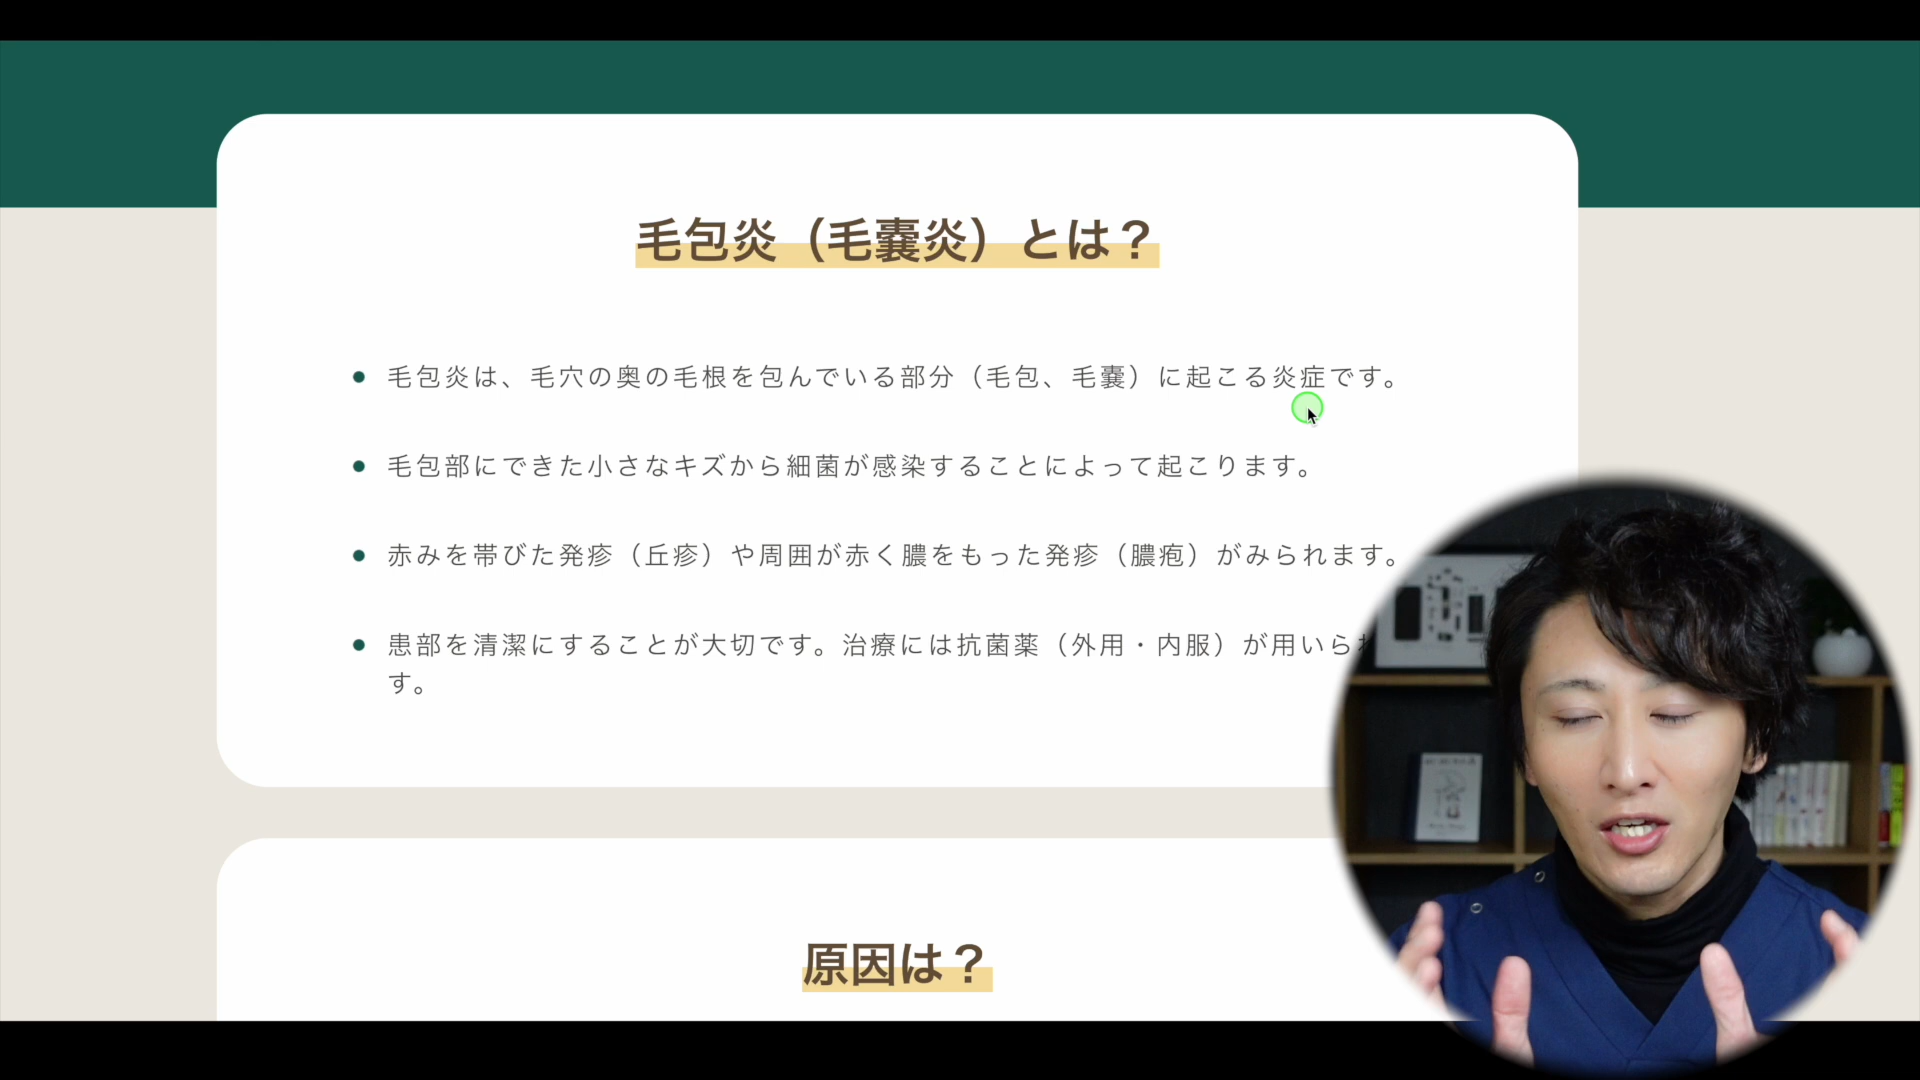 毛包炎（毛嚢炎）とは？
毛包炎は、毛穴の奥の毛根を包んでいる部分（毛包、毛嚢）に起こる炎症です。
毛包部にできた小さなキズから細菌が感染することによって起こります。
赤みを帯びた発疹（丘疹）や周囲が赤く膿をもった発疹（膿疱）がみられます。
患部を清潔にすることが大切です。治療には抗菌薬（外用・内服）が用いられ
す。
原因は？